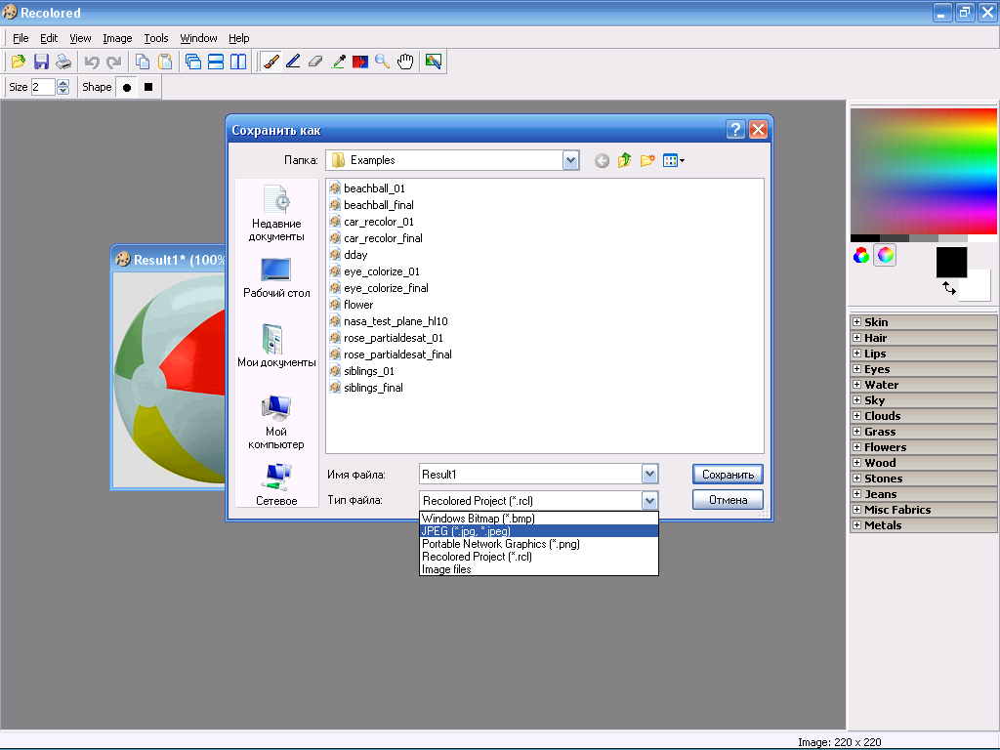 Recolored
File Edit View Image Tools Window Help
Size 2 Shape
Result1* (100%
Сохранить как
Папка: Examples
Недавние
документы
Рабочий стол
Мои документы
Мой
компьютер
Сетевое
beachball_01
beachball_final
car_recolor_01
car_recolor_final
dday
eye_colorize_01
eye_colorize_final
flower
nasa_test_plane_hl10
rose_partialdesat_01
rose_partialdesat_final
siblings_01
siblings_final
Имя файла: Result1 Сохранить
Тип файла: Recolored Project (*.rcl) Отмена
Windows Bitmap (*.bmp)
JPEG (*.jpg, *.jpeg)
Portable Network Graphics (*.png)
Recolored Project (*.rcl)
Image files
Skin
Hair
Lips
Eyes
Water
Sky
Clouds
Grass
Flowers
Wood
Stones
Jeans
Misc Fabrics
Metals
Image: 220 x 220